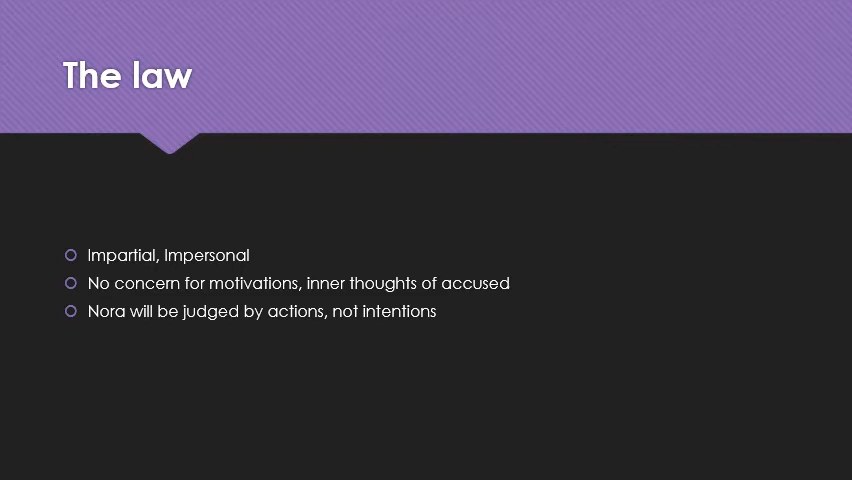 The law
Impartial, Impersonal
No concern for motivations, inner thoughts of accused
Nora will be judged by actions, not intentions